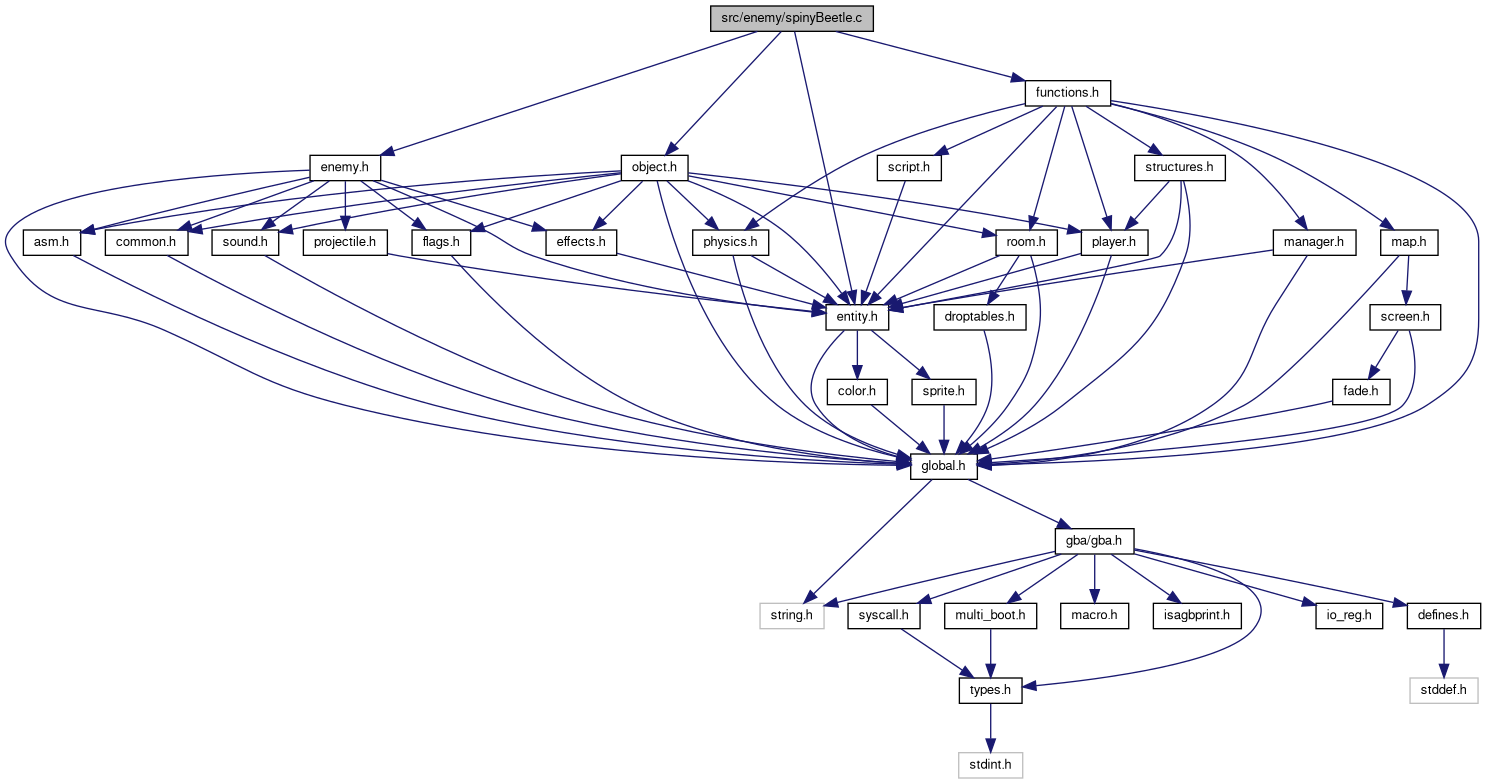 src/enemy/spinyBeetle.c
functions.h
enemy.h
object.h
script.h
structures.h
asm.h
common.h
sound.h
projectile.h
flags.h
effects.h
physics.h
room.h
player.h
manager.h
map.h
entity.h
droptables.h
screen.h
color.h
sprite.h
fade.h
global.h
gba/gba.h
string.h
syscall.h
multi_boot.h
macro.h
isagbprint.h
io_reg.h
defines.h
types.h
stddef.h
stdint.h